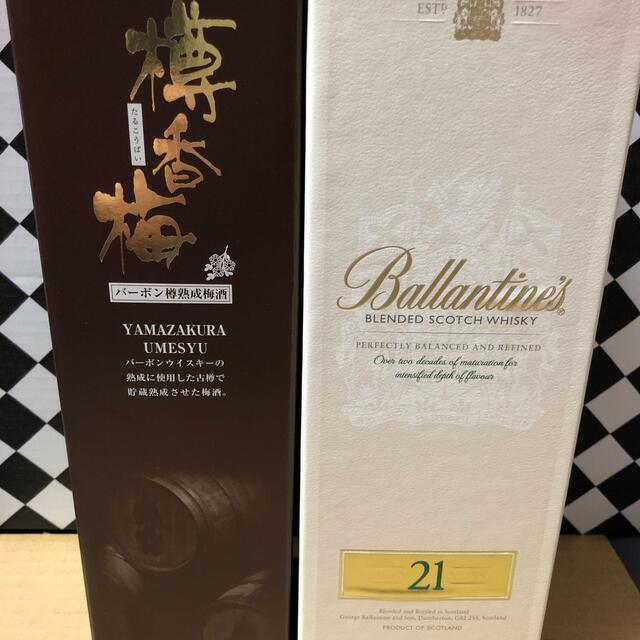 樽香梅
たるこうばい
バーボン樽熟成梅酒
YAMAZAKURA
UMESYU
バーボンウイスキーの
熟成に使用した古樽で
貯蔵熟成させた梅酒。
ESTD 1827
Ballantine's
BLENDED SCOTCH WHISKY
PERFECTLY BALANCED AND REFINED
Over two decades of maturation for
intensified depth of flavour
21
Blended and Bottled in Scotland
George Ballantine and Son, Dumbarton, G82 2SS, Scotland
PRODUCT OF SCOTLAND